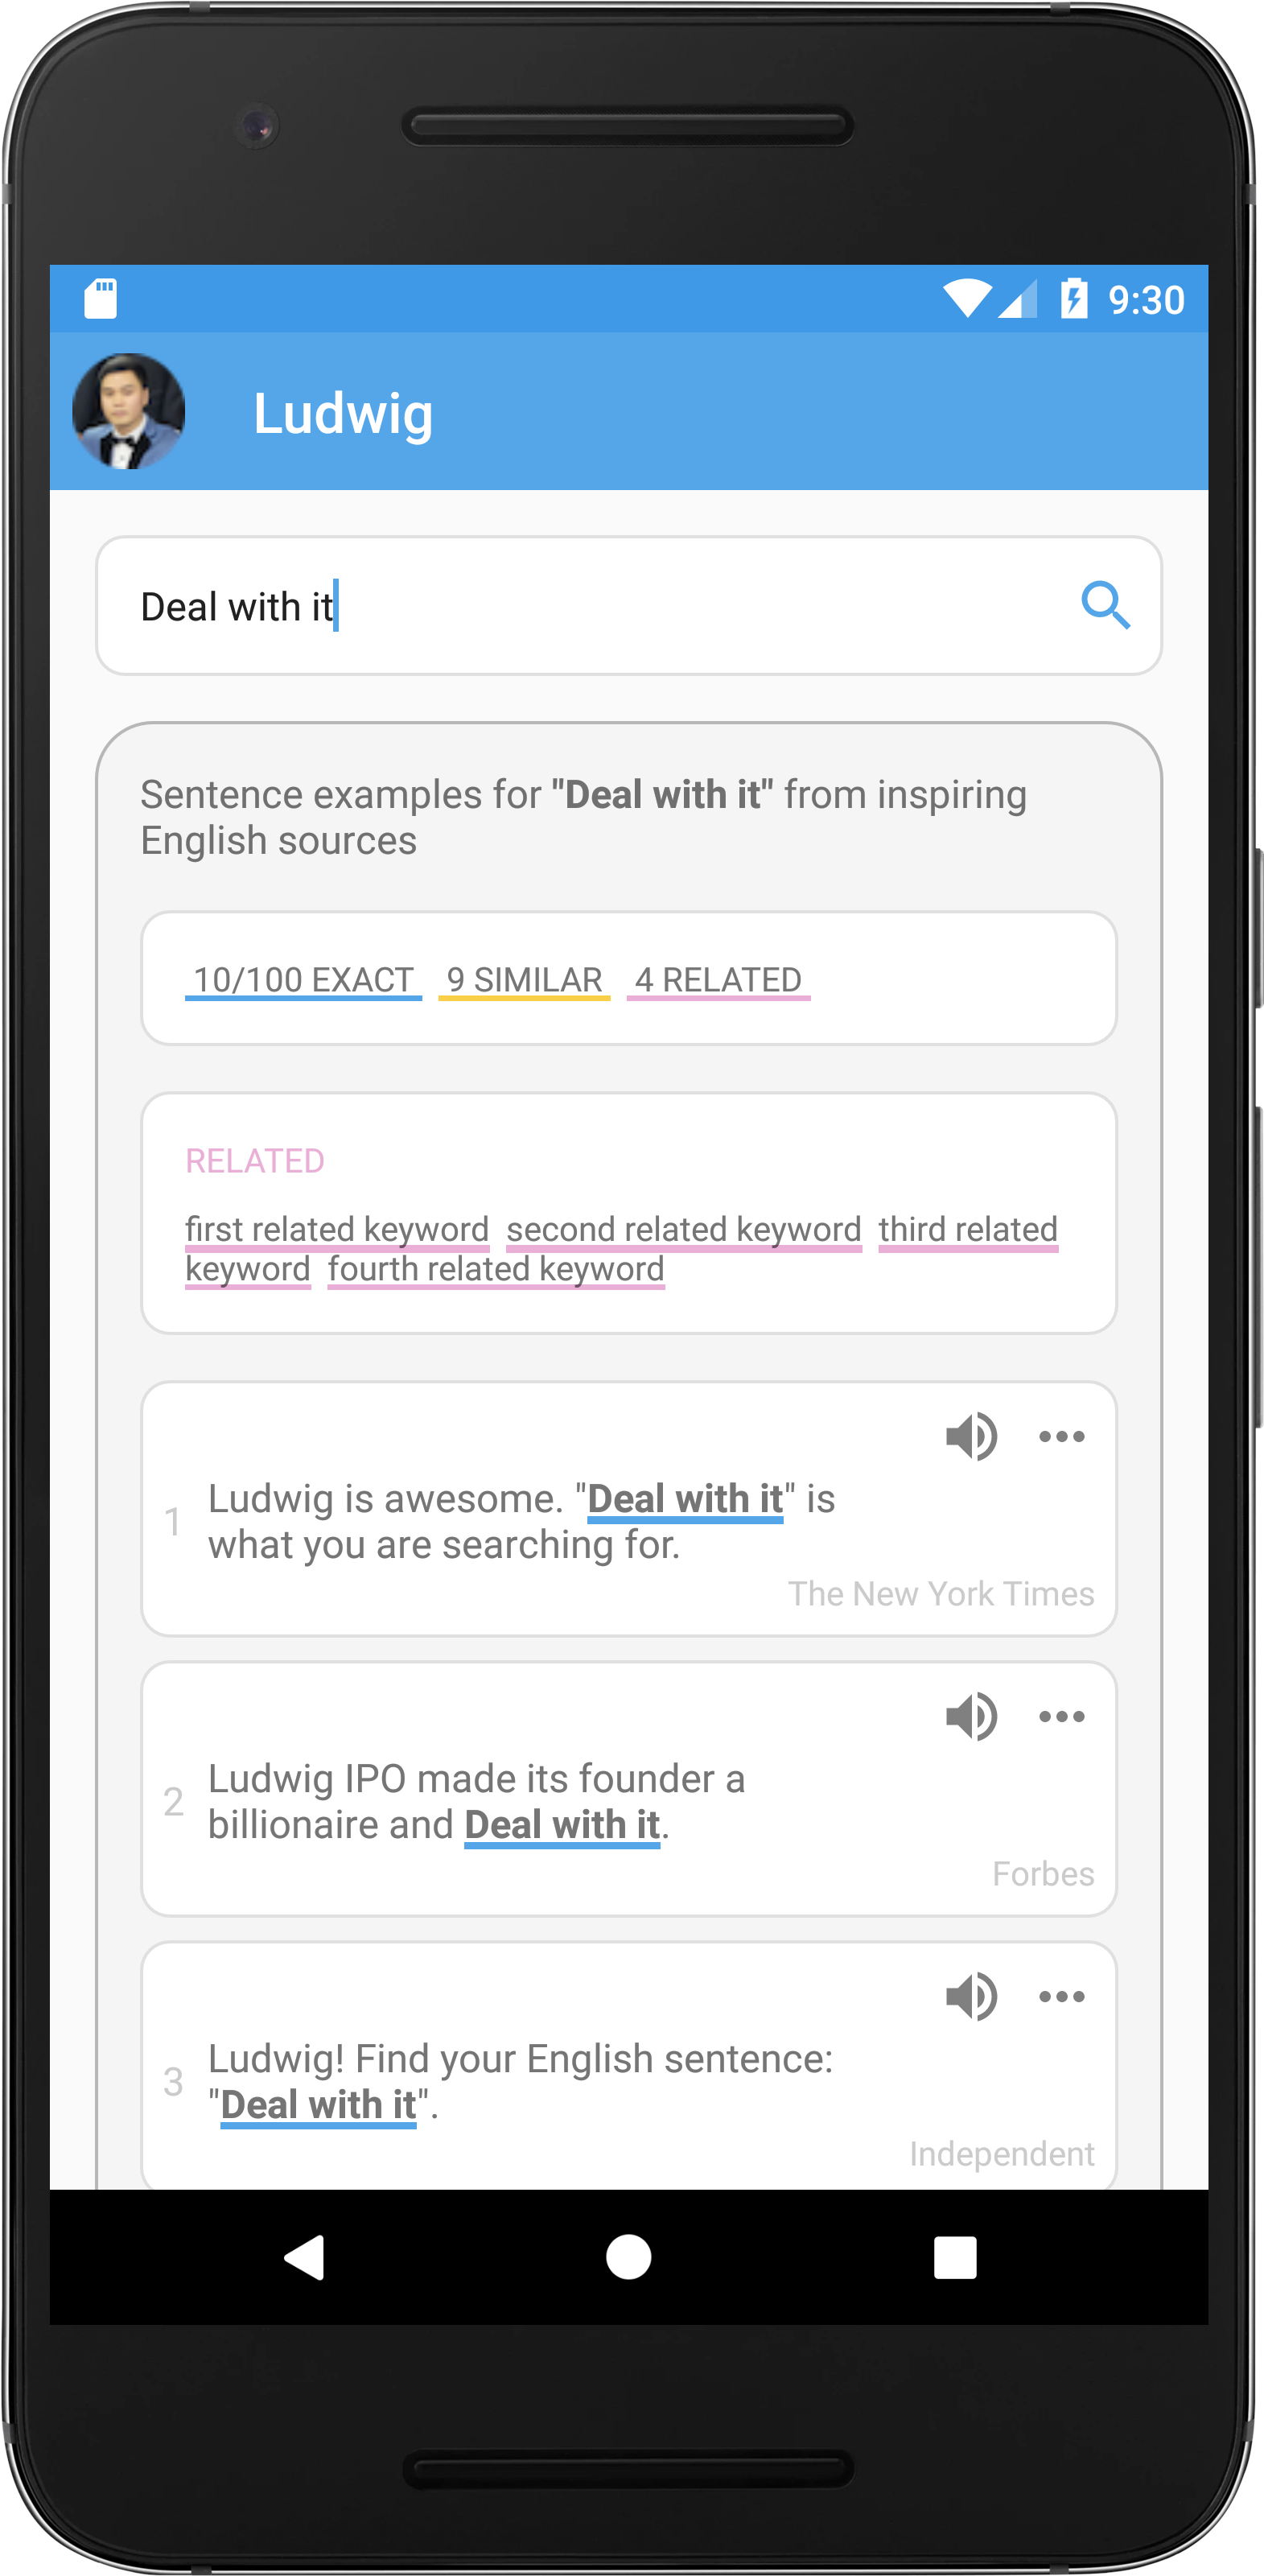 9:30
Ludwig
Deal with it
Sentence examples for "Deal with it" from inspiring
English sources
10/100 EXACT 9 SIMILAR 4 RELATED
RELATED
first related keyword second related keyword third related
keyword fourth related keyword
1 Ludwig is awesome. "Deal with it" is
what you are searching for.
The New York Times
2 Ludwig IPO made its founder a
billionaire and Deal with it.
Forbes
3 Ludwig! Find your English sentence:
"Deal with it".
Independent